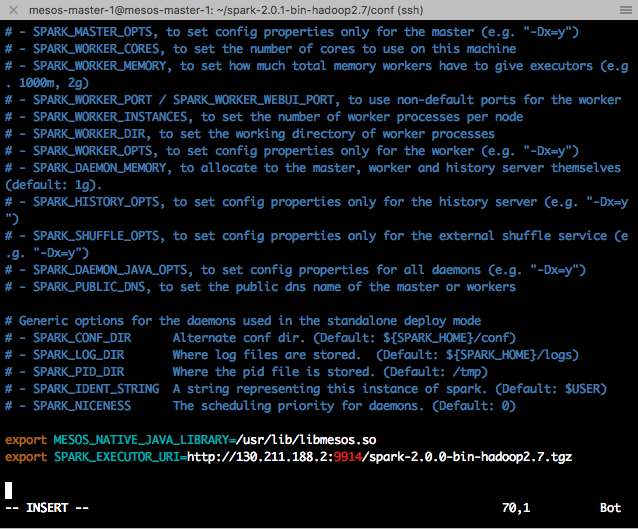 mesos-master-1@mesos-master-1: ~/spark-2.0.1-bin-hadoop2.7/conf (ssh)
# - SPARK_MASTER_OPTS, to set config properties only for the master (e.g. "-Dx=y")
# - SPARK_WORKER_CORES, to set the number of cores to use on this machine
# - SPARK_WORKER_MEMORY, to set how much total memory workers have to give executors (e.g
. 1000m, 2g)
# - SPARK_WORKER_PORT / SPARK_WORKER_WEBUI_PORT, to use non-default ports for the worker
# - SPARK_WORKER_INSTANCES, to set the number of worker processes per node
# - SPARK_WORKER_DIR, to set the working directory of worker processes
# - SPARK_WORKER_OPTS, to set config properties only for the worker (e.g. "-Dx=y")
# - SPARK_DAEMON_MEMORY, to allocate to the master, worker and history server themselves
(default: 1g).
# - SPARK_HISTORY_OPTS, to set config properties only for the history server (e.g. "-Dx=y
")
# - SPARK_SHUFFLE_OPTS, to set config properties only for the external shuffle service (e
.g. "-Dx=y")
# - SPARK_DAEMON_JAVA_OPTS, to set config properties for all daemons (e.g. "-Dx=y")
# - SPARK_PUBLIC_DNS, to set the public dns name of the master or workers
# Generic options for the daemons used in the standalone deploy mode
# - SPARK_CONF_DIR      Alternate conf dir. (Default: ${SPARK_HOME}/conf)
# - SPARK_LOG_DIR       Where log files are stored.  (Default: ${SPARK_HOME}/logs)
# - SPARK_PID_DIR       Where the pid file is stored. (Default: /tmp)
# - SPARK_IDENT_STRING  A string representing this instance of spark. (Default: $USER)
# - SPARK_NICENESS      The scheduling priority for daemons. (Default: 0)
export MESOS_NATIVE_JAVA_LIBRARY=/usr/lib/libmesos.so
export SPARK_EXECUTOR_URI=http://130.211.188.2:9914/spark-2.0.0-bin-hadoop2.7.tgz
-- INSERT -- 70,1 Bot